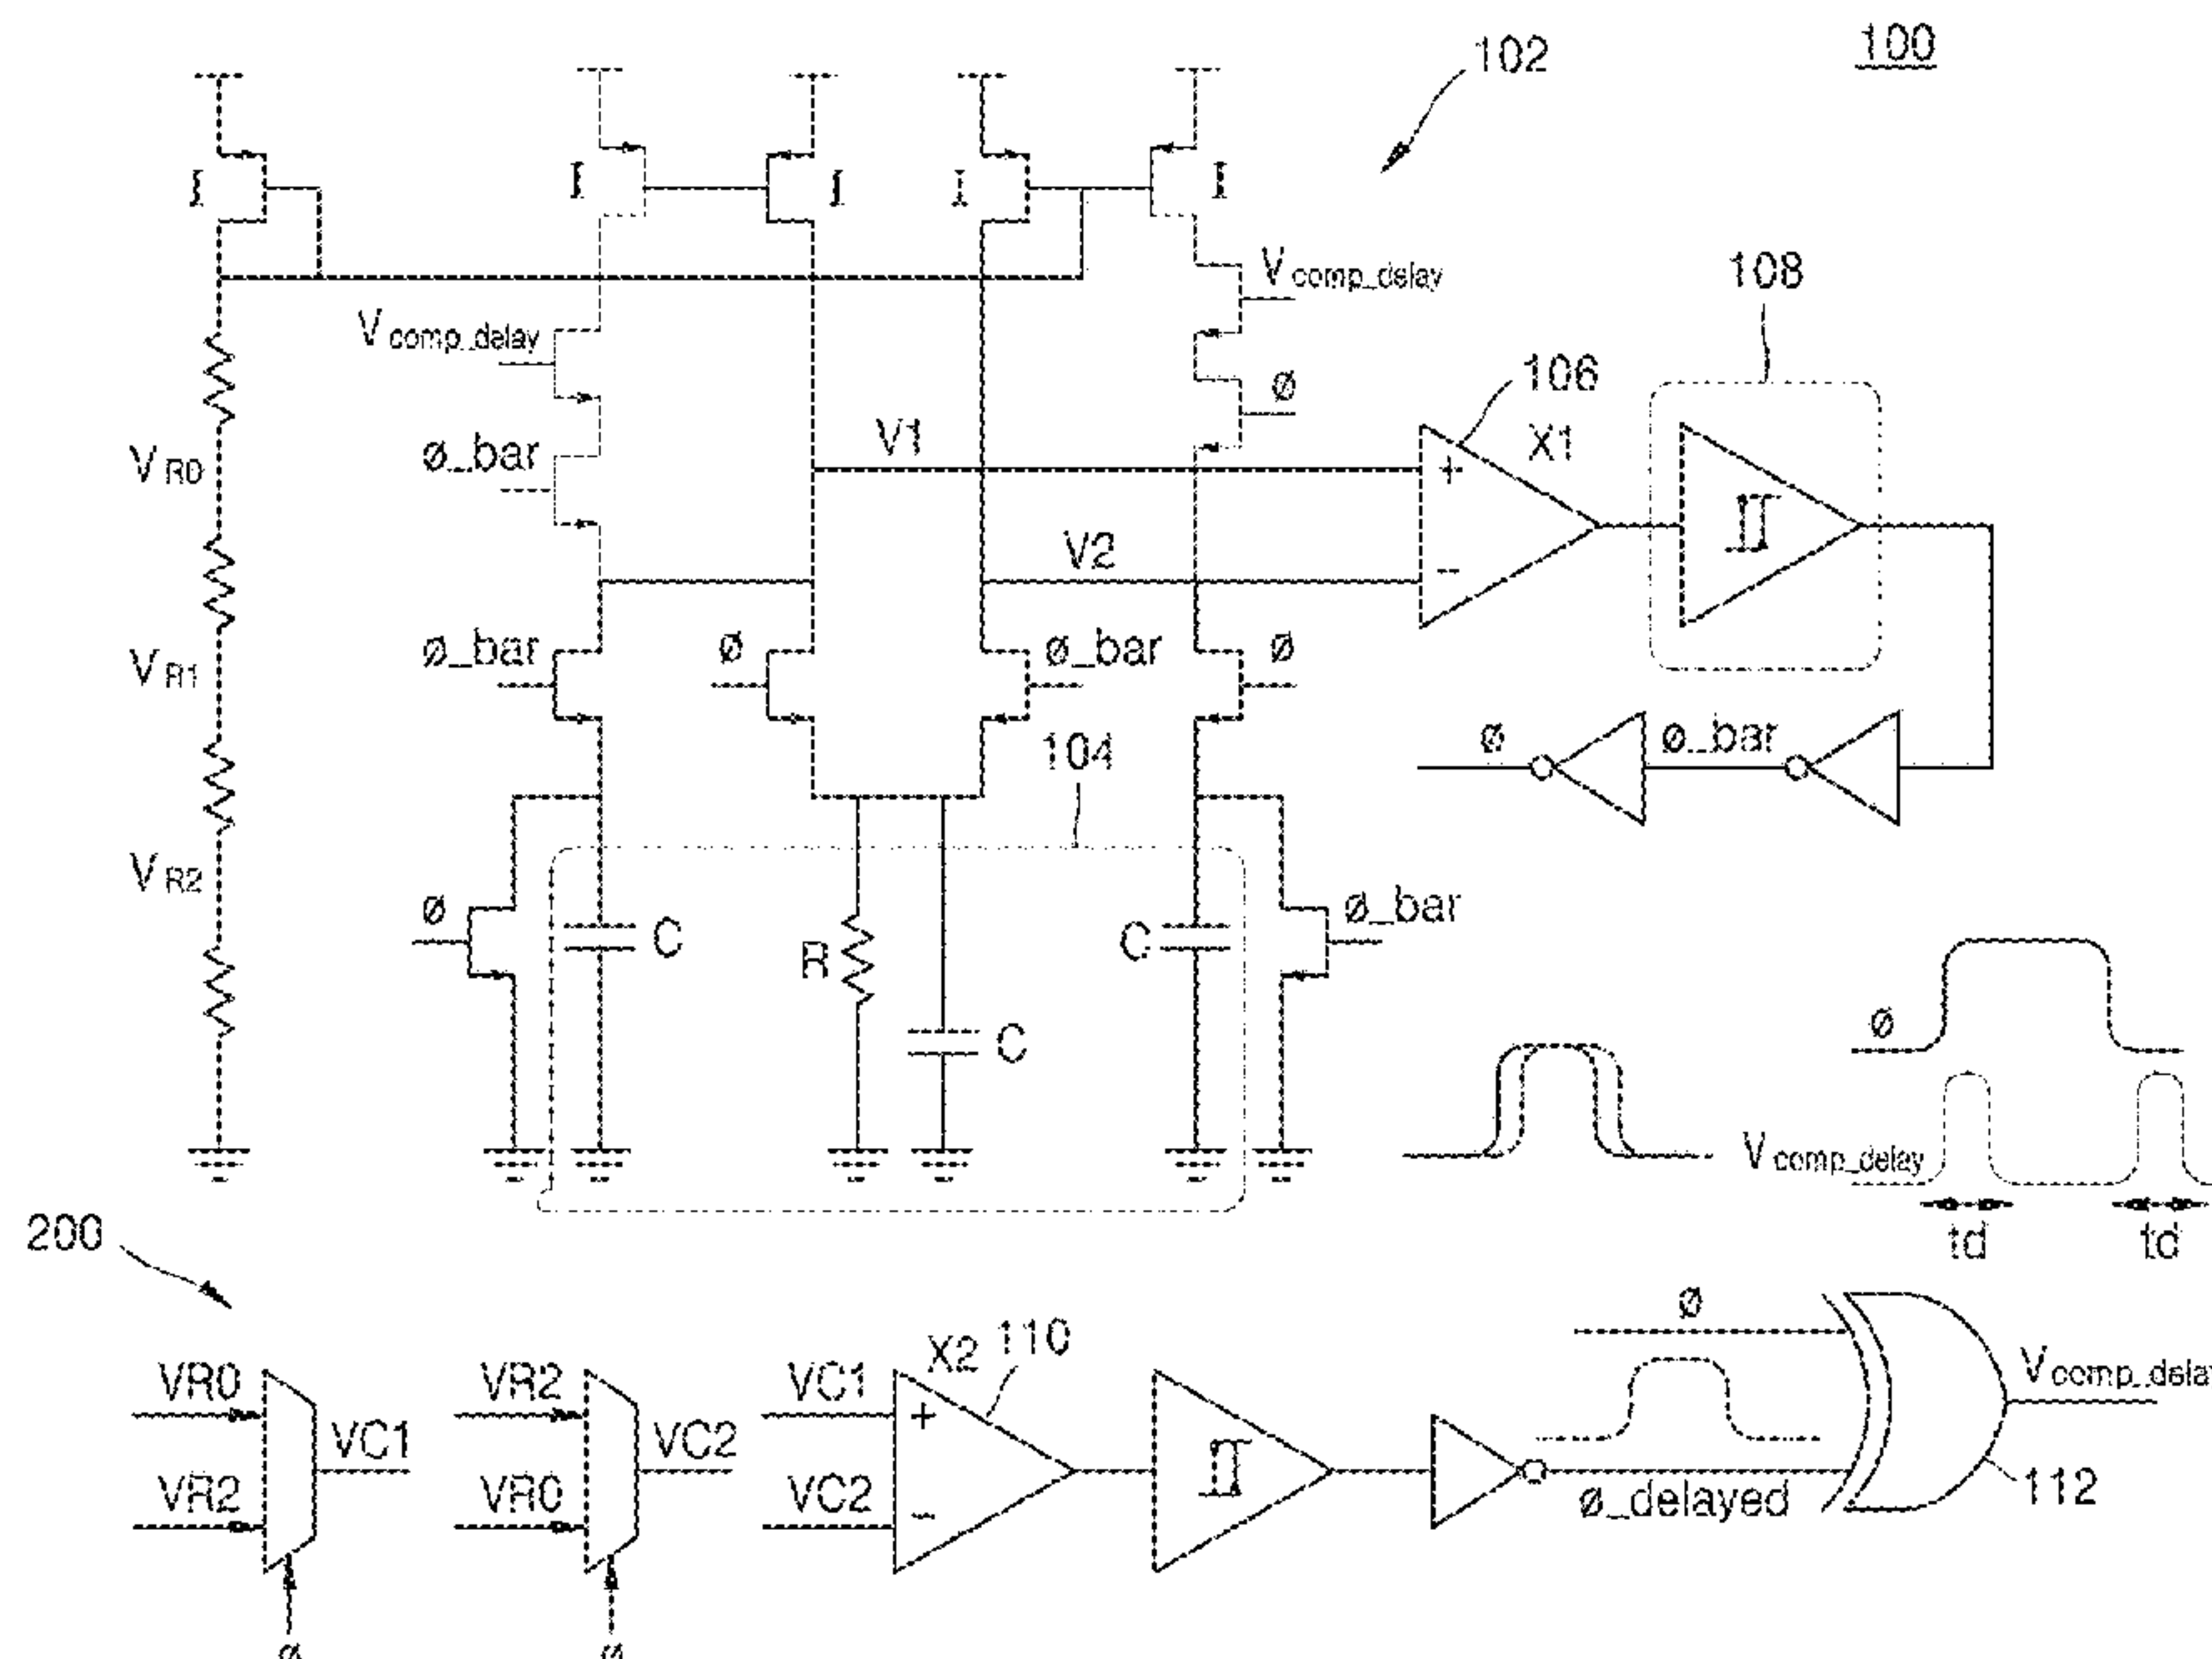 100
102
I I I I I
V comp_delay
108
V comp_delay
106
ø
X1
V1
ø_bar
V R0
+
V2
-
ø_bar ø ø_bar ø
V R1
104
ø ø_bar
V R2
ø C R C ø_bar
C
ø
V comp_delay
td td
200
ø
X2 110
VR0 VR2 VC1 V comp_dela
+
VC1 VC2
VR2 VR0 VC2
-
ø_delayed
112
ø ø